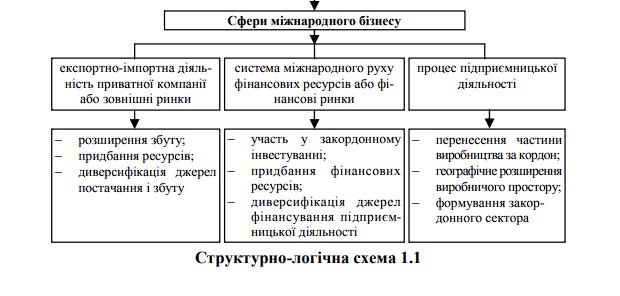 Сфери міжнародного бізнесу
експортно-імпортна діяль-
ність приватної компанії
або зовнішні ринки
система міжнародного руху
фінансових ресурсів або фі-
нансові ринки
процес підприємницької
діяльності
– розширення збуту;
– придбання ресурсів;
– диверсифікація джерел
постачання і збуту
– участь у закордонному
інвестуванні;
– придбання фінансових
ресурсів;
– диверсифікація джерел
фінансування підприєм-
ницької діяльності
– перенесення частини
виробництва за кордон;
– географічне розширення
виробничого простору;
– формування закор-
донного сектора
Структурно-логічна схема 1.1